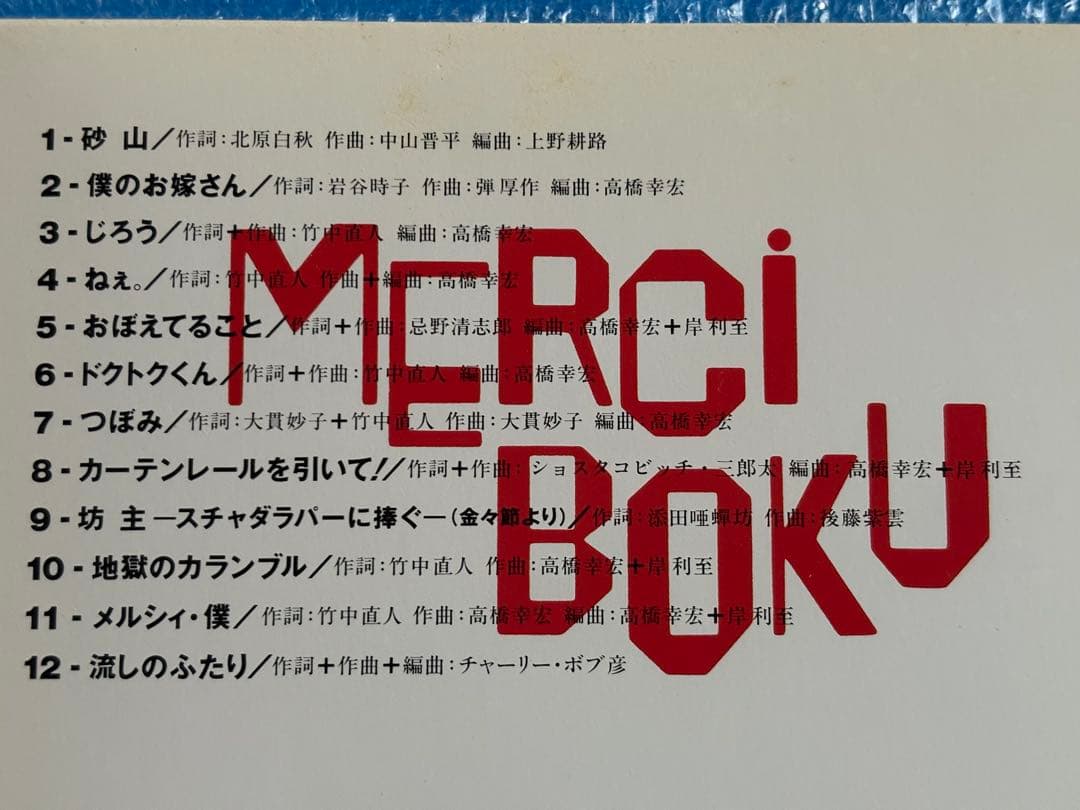 1-砂 山／作詞：北原白秋 作曲：中山晋平 編曲：上野耕路
2-僕のお嫁さん／作詞：岩谷時子 作曲：弾厚作 編曲：高橋幸宏
3-じろう／作詞＋作曲：竹中直人 編曲：高橋幸宏
4-ねぇ。／作詞：竹中直人 作曲＋編曲：高橋幸宏
5-おぼえてること／作詞＋作曲：忌野清志郎 編曲：高橋幸宏＋岸利至
6-ドクトクくん／作詞＋作曲：竹中直人 編曲：高橋幸宏
7-つぼみ／作詞：大貫妙子＋竹中直人 作曲：大貫妙子 編曲：高橋幸宏
8-カーテンレールを引いて!／作詞＋作曲：ショスタコビッチ・三郎太 編曲：高橋幸宏＋岸利至
9-坊 主―スチャダラパーに捧ぐ―（金々節より）／作詞：添田唖蝉坊 作曲：後藤紫雲
10-地獄のカランブル／作詞：竹中直人 作曲：高橋幸宏＋岸利至
11-メルシィ・僕／作詞：竹中直人 作曲：高橋幸宏 編曲：高橋幸宏＋岸利至
12-流しのふたり／作詞＋作曲＋編曲：チャーリー・ボブ彦
MERCi
BOKU